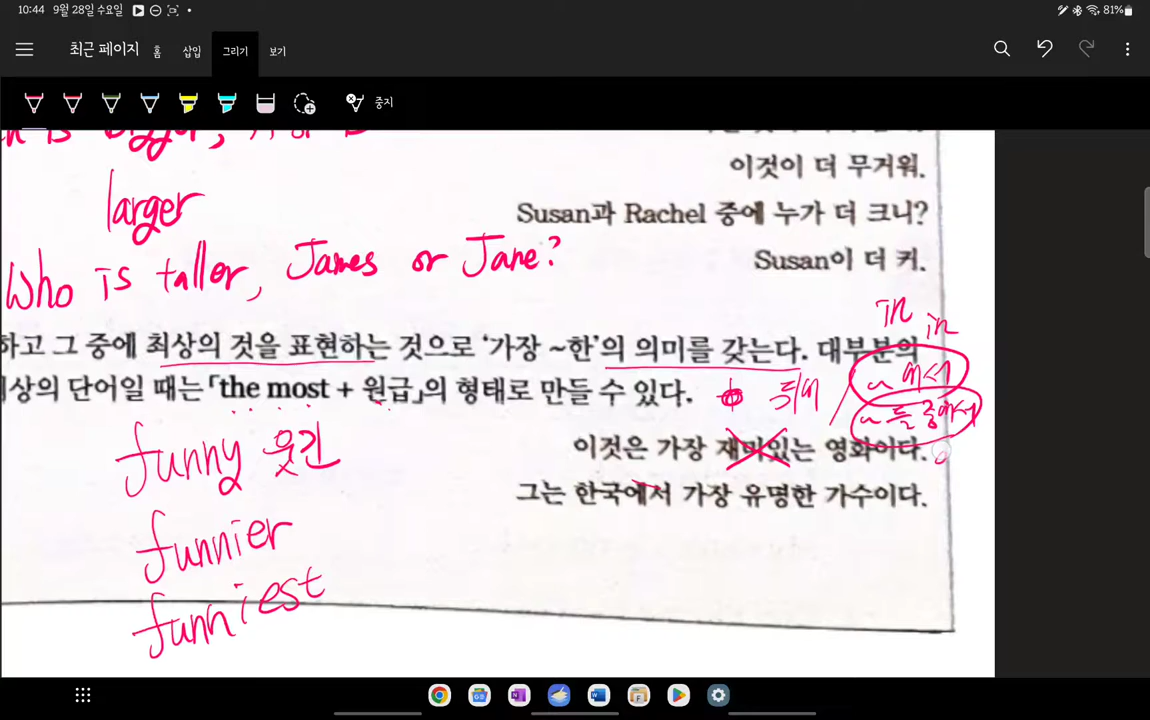 10:44 9월 28일 수요일
81%
최근 페이지 홈 삽입 그리기 보기
중지
is bigger,
larger
이것이 더 무거워.
Susan과 Rachel 중에 누가 더 크니?
Who is taller, James or Jane?
Susan이 더 커.
in in
하고 그 중에 최상의 것을 표현하는 것으로 ‘가장 ~한’의 의미를 갖는다. 대부분의
~에서
상의 단어일 때는 「the most + 원급」의 형태로 만들 수 있다.
뒤에
~들 중에서
funny 웃긴
이것은 가장 재미있는 영화이다.
그는 한국에서 가장 유명한 가수이다.
funnier
funniest